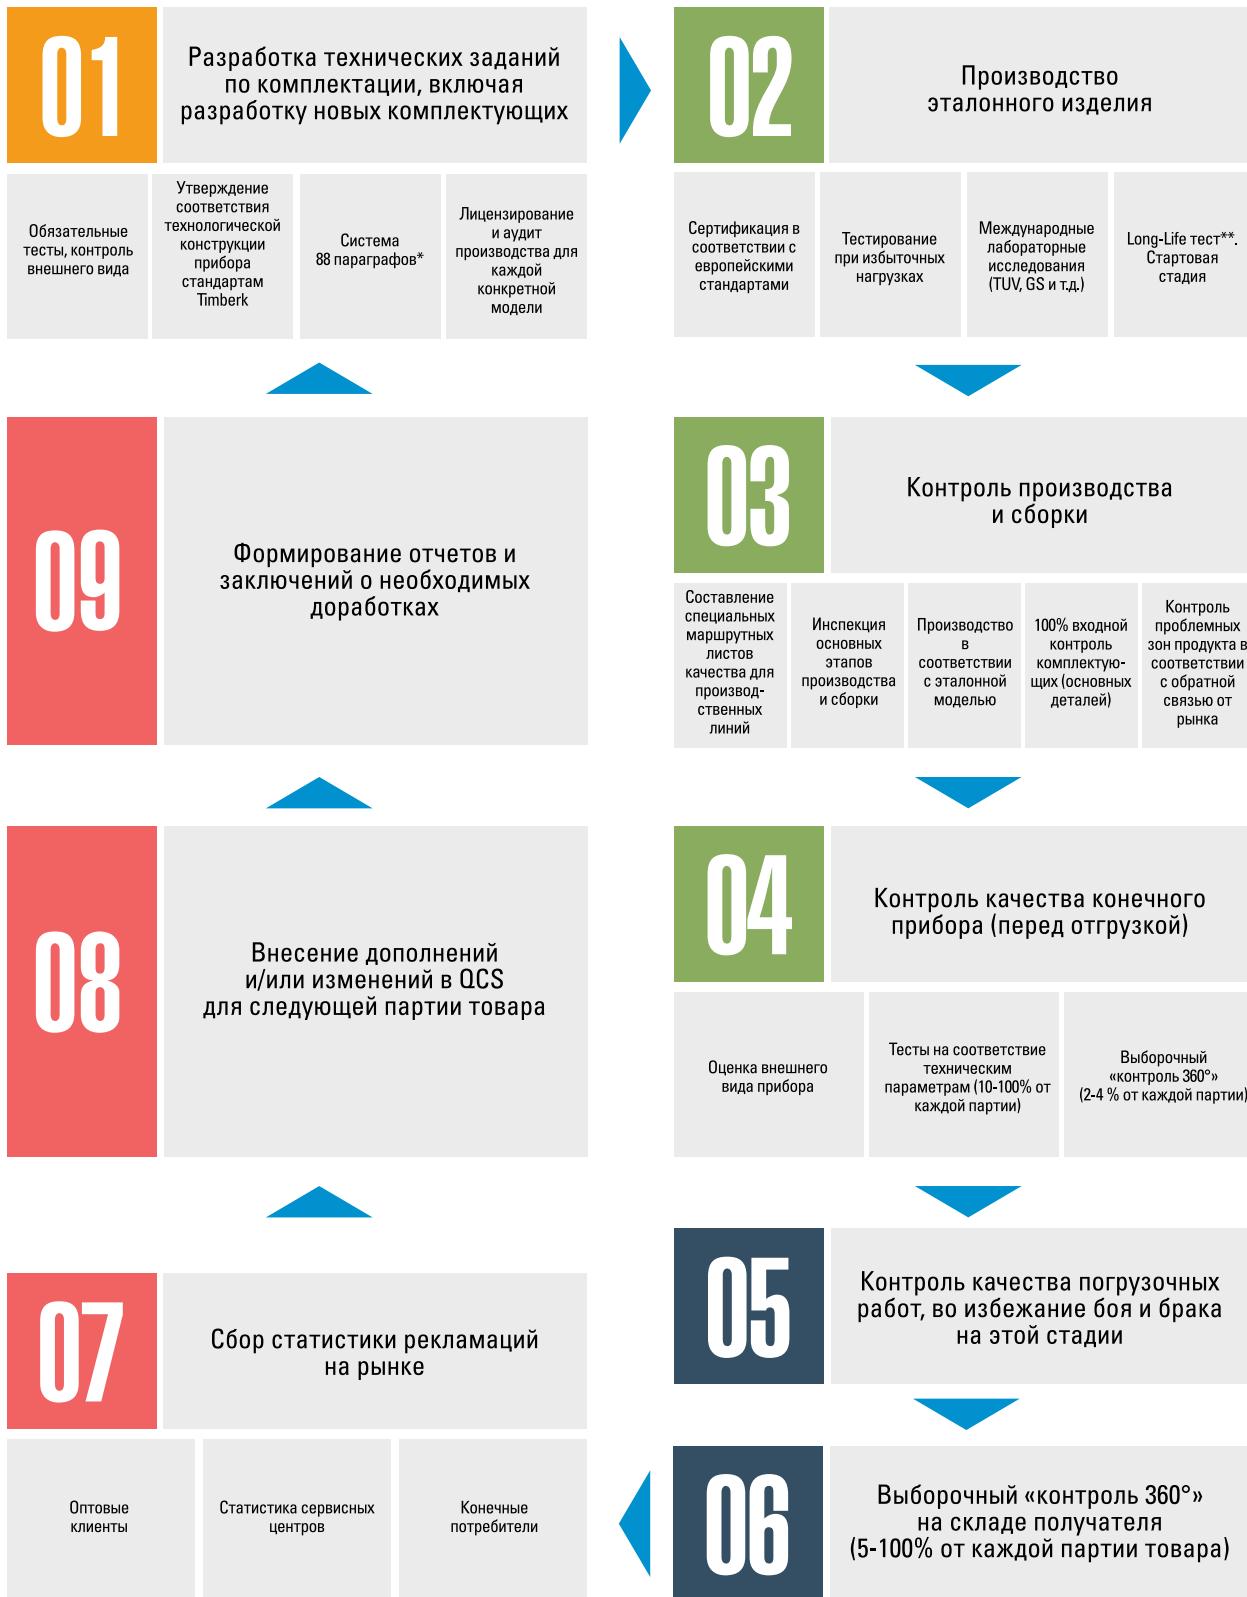 01
Разработка технических заданий
по комплектации, включая
разработку новых комплектующих
Обязательные
тесты, контроль
внешнего вида
Утверждение
соответствия
технологической
конструкции
прибора
стандартам
Timberk
Система
88 параграфов*
Лицензирование
и аудит
производства для
каждой
конкретной
модели
02
Производство
эталонного изделия
Сертификация в
соответствии с
европейскими
стандартами
Тестирование
при избыточных
нагрузках
Международные
лабораторные
исследования
(TUV, GS и т.д.)
Long-Life тест**.
Стартовая
стадия
03
Контроль производства
и сборки
Составление
специальных
маршрутных
листов
качества для
производ-
ственных
линий
Инспекция
основных
этапов
производства
и сборки
Производство
в
соответствии
с эталонной
моделью
100% входной
контроль
комплектую-
щих (основных
деталей)
Контроль
проблемных
зон продукта в
соответствии
с обратной
связью от
рынка
04
Контроль качества конечного
прибора (перед отгрузкой)
Оценка внешнего
вида прибора
Тесты на соответствие
техническим
параметрам (10-100% от
каждой партии)
Выборочный
«контроль 360°»
(2-4 % от каждой партии)
05
Контроль качества погрузочных
работ, во избежание боя и брака
на этой стадии
06
Выборочный «контроль 360°»
на складе получателя
(5-100% от каждой партии товара)
07
Сбор статистики рекламаций
на рынке
Оптовые
клиенты
Статистика сервисных
центров
Конечные
потребители
08
Внесение дополнений
и/или изменений в QCS
для следующей партии товара
09
Формирование отчетов и
заключений о необходимых
доработках